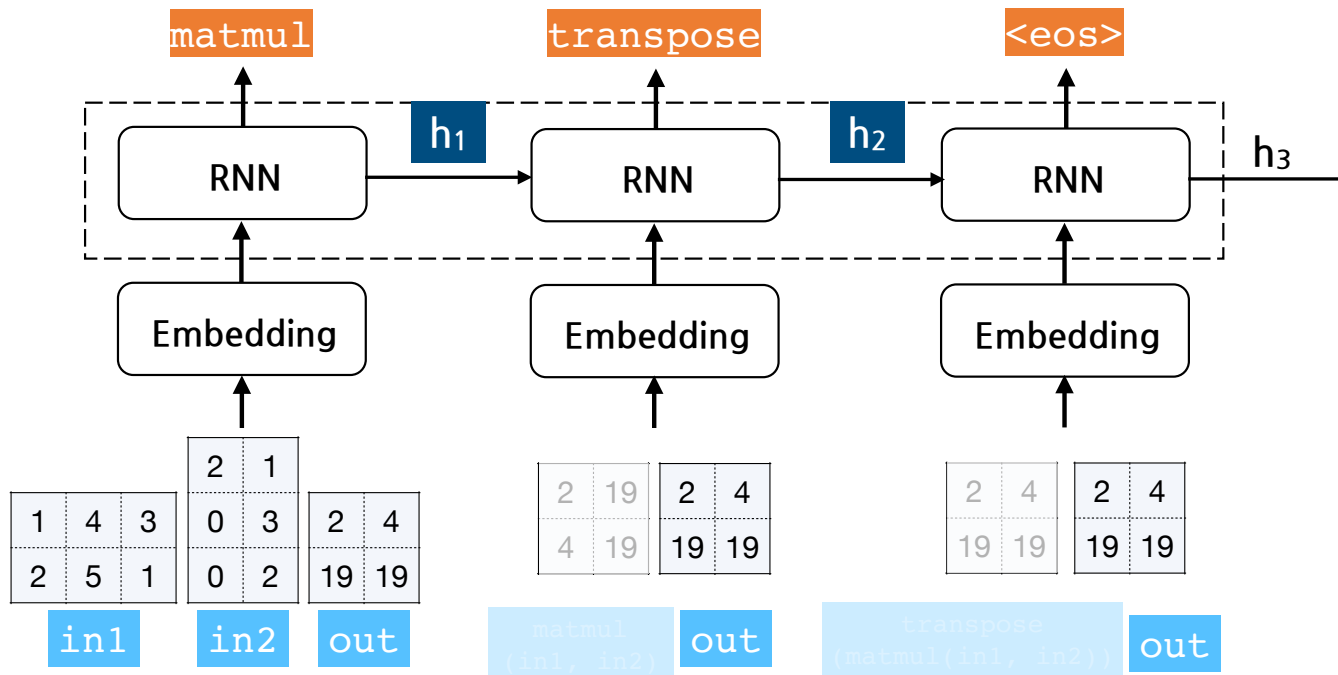 matmul transpose <eos>
h₁ h₂
RNN RNN RNN h₃
Embedding Embedding Embedding
2 1
1 4 3 0 3 2 4
2 5 1 0 2 19 19
in1 in2 out
2 19 2 4
4 19 19 19
matmul
(in1, in2) out
2 4 2 4
19 19 19 19
transpose
(matmul(in1, in2)) out